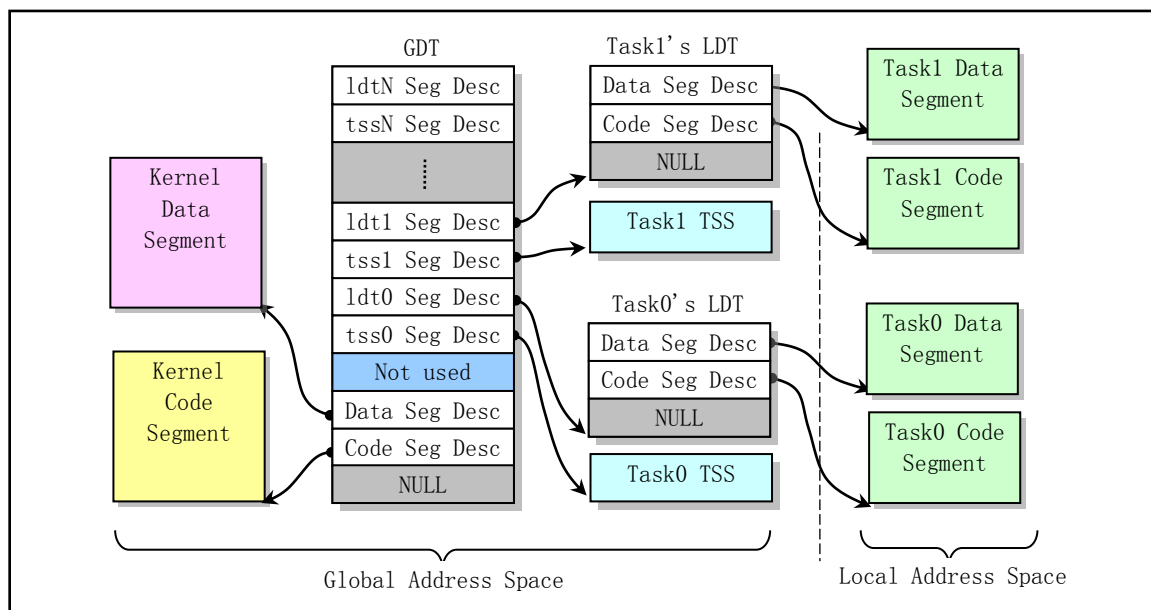 GDT
ldtN Seg Desc
tssN Seg Desc
......
ldt1 Seg Desc
tss1 Seg Desc
ldt0 Seg Desc
tss0 Seg Desc
Not used
Data Seg Desc
Code Seg Desc
NULL
Kernel
Data
Segment
Kernel
Code
Segment
Task1's LDT
Data Seg Desc
Code Seg Desc
NULL
Task1 TSS
Task0's LDT
Data Seg Desc
Code Seg Desc
NULL
Task0 TSS
Task1 Data
Segment
Task1 Code
Segment
Task0 Data
Segment
Task0 Code
Segment
Global Address Space
Local Address Space